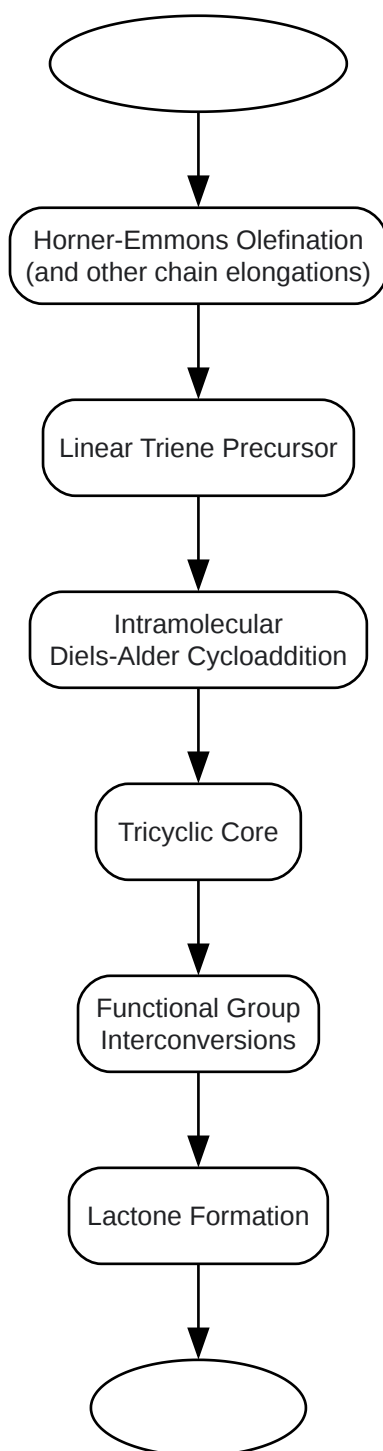 Horner-Emmons Olefination
(and other chain elongations)
Linear Triene Precursor
Intramolecular
Diels-Alder Cycloaddition
Tricyclic Core
Functional Group
Interconversions
Lactone Formation